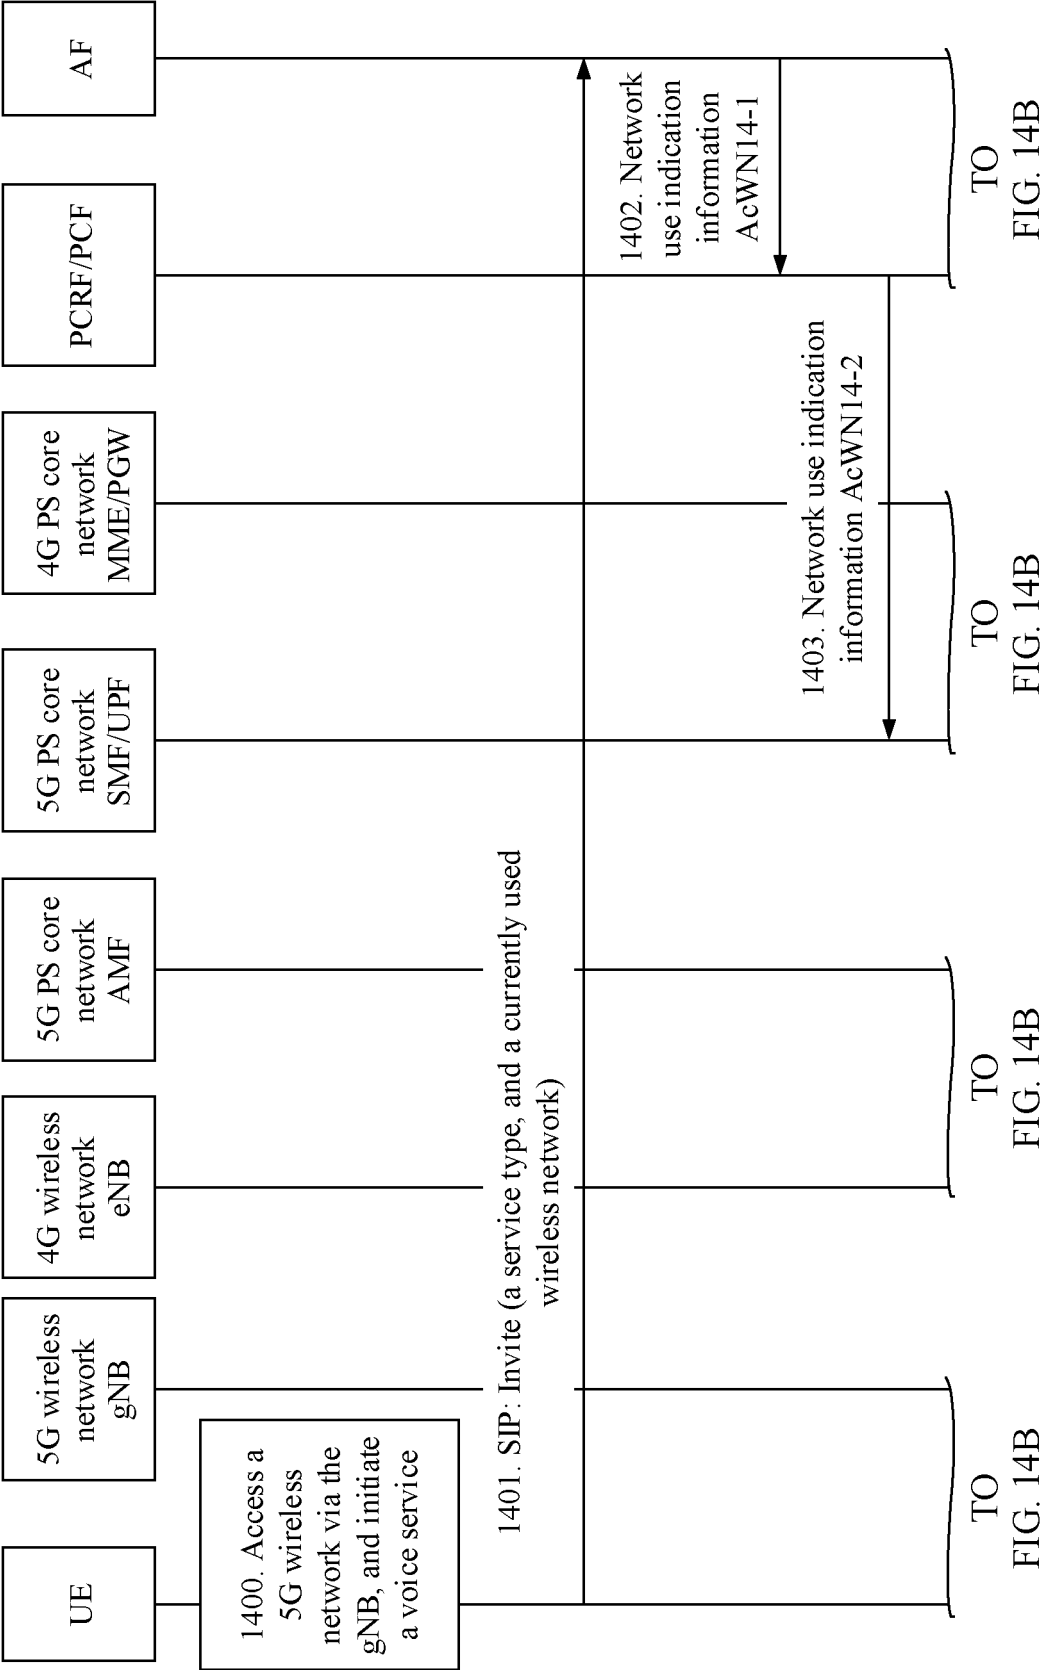 UE
5G wireless
network
gNB
4G wireless
network
eNB
5G PS core
network
AMF
5G PS core
network
SMF/UPF
4G PS core
network
MME/PGW
PCRF/PCF
AF
1400. Access a
5G wireless
network via the
gNB, and initiate
a voice service
1401. SIP: Invite (a service type, and a currently used
wireless network)
1402. Network
use indication
information
AcWN14-1
1403. Network use indication
information AcWN14-2
TO
FIG. 14B
TO
FIG. 14B
TO
FIG. 14B
TO
FIG. 14B